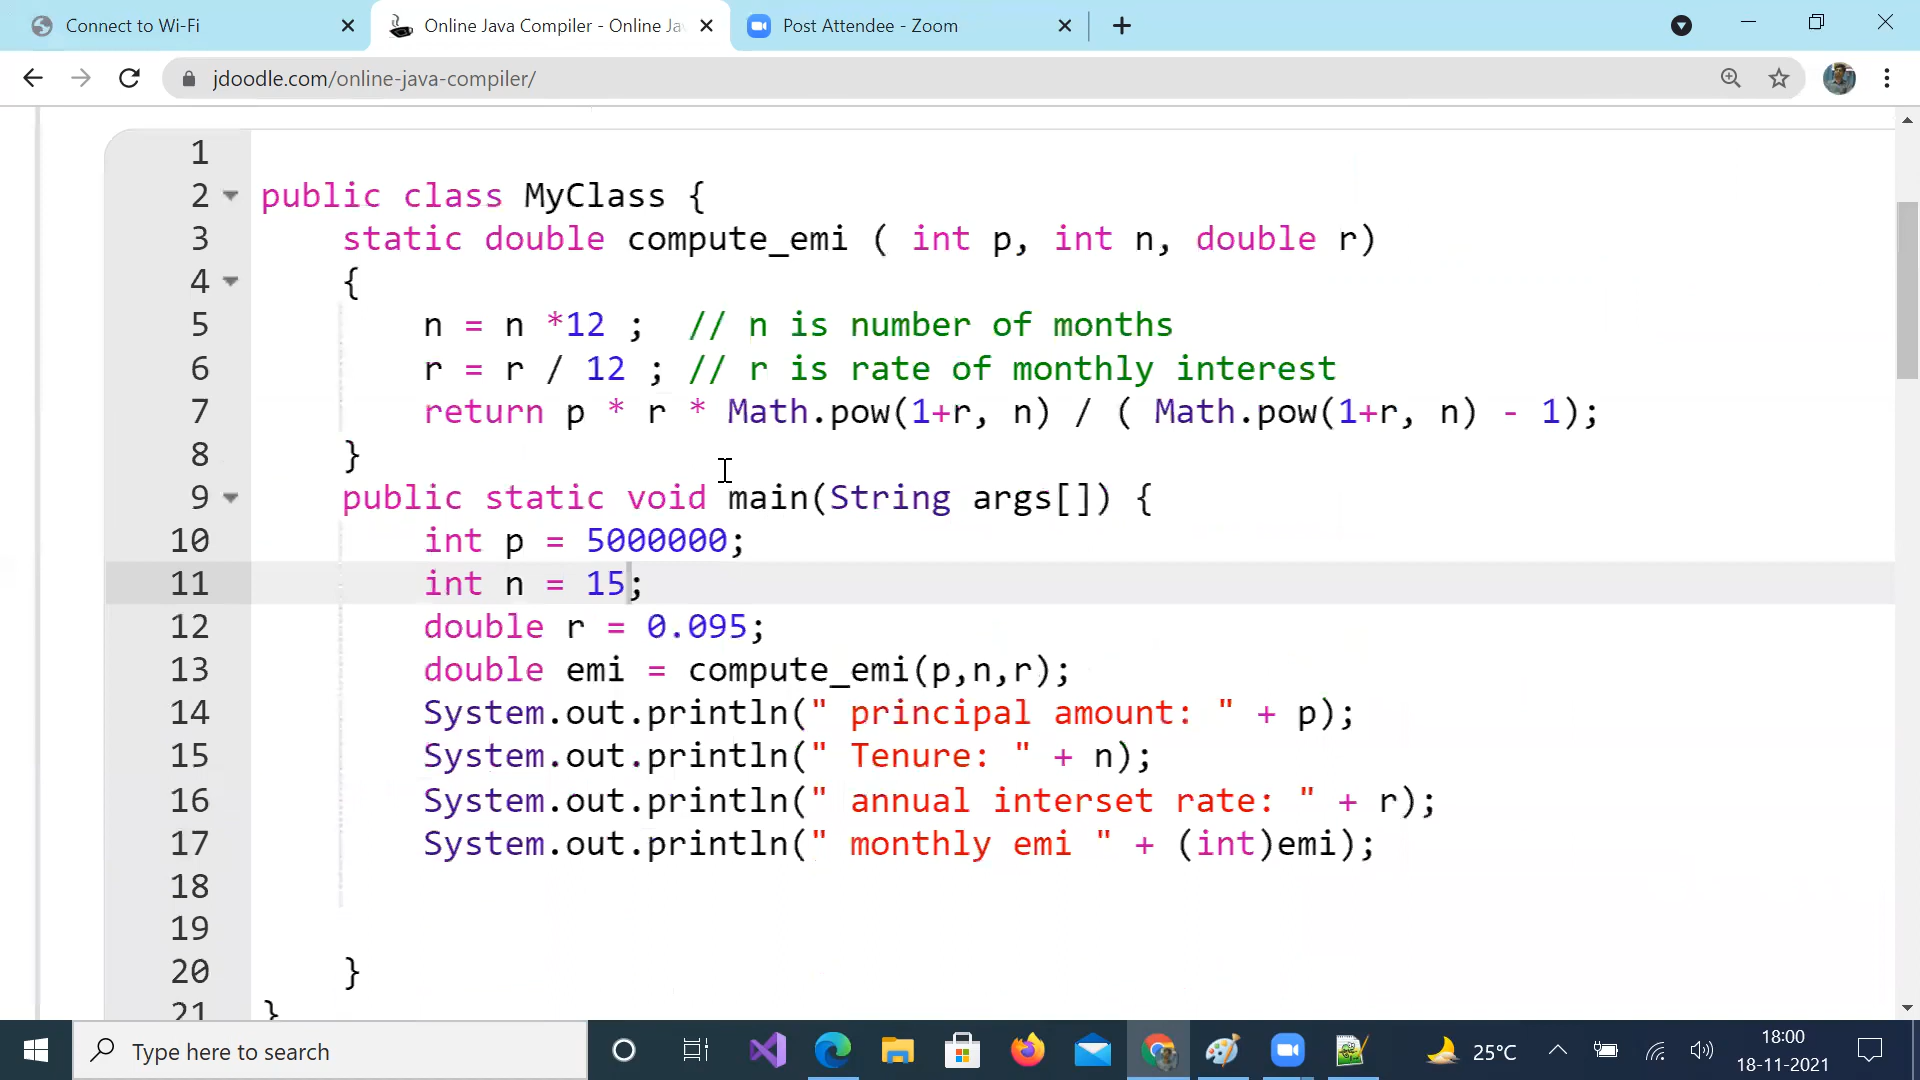 Connect to Wi-Fi
Online Java Compiler - Online Ja
Post Attendee - Zoom
jdoodle.com/online-java-compiler/
1
2 public class MyClass {
3 static double compute_emi ( int p, int n, double r)
4 {
5 n = n *12 ; // n is number of months
6 r = r / 12 ; // r is rate of monthly interest
7 return p * r * Math.pow(1+r, n) / ( Math.pow(1+r, n) - 1);
8 }
9 public static void main(String args[]) {
10 int p = 5000000;
11 int n = 15;
12 double r = 0.095;
13 double emi = compute_emi(p,n,r);
14 System.out.println(" principal amount: " + p);
15 System.out.println(" Tenure: " + n);
16 System.out.println(" annual interset rate: " + r);
17 System.out.println(" monthly emi " + (int)emi);
18
19
20 }
21 }
Type here to search
25°C
18:00
18-11-2021